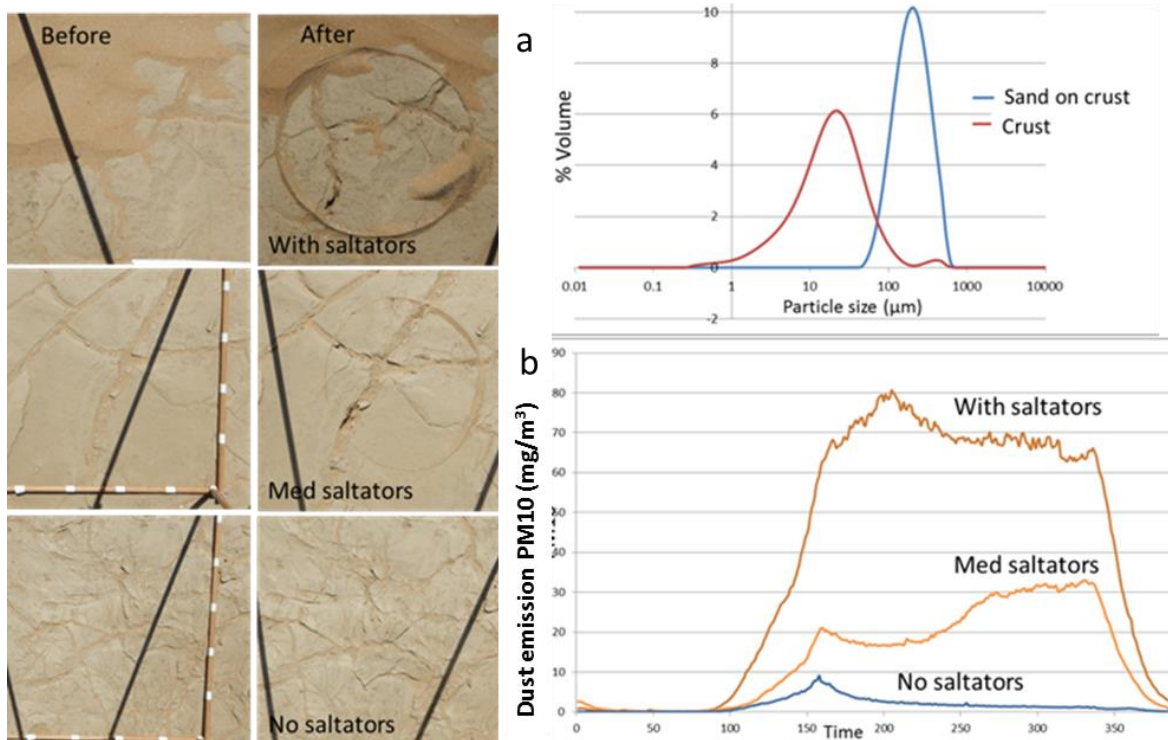 Before
After
With saltators
Med saltators
No saltators
a
10
8
6
4
2
0
-2
% Volume
Sand on crust
Crust
0.01 0.1 1 10 100 1000 10000
Particle size (µm)
b
Dust emission PM10 (mg/m³)
90
80
70
60
50
40
30
20
10
0
With saltators
Med saltators
No saltators
0 50 100 150 200 250 300 350
Time